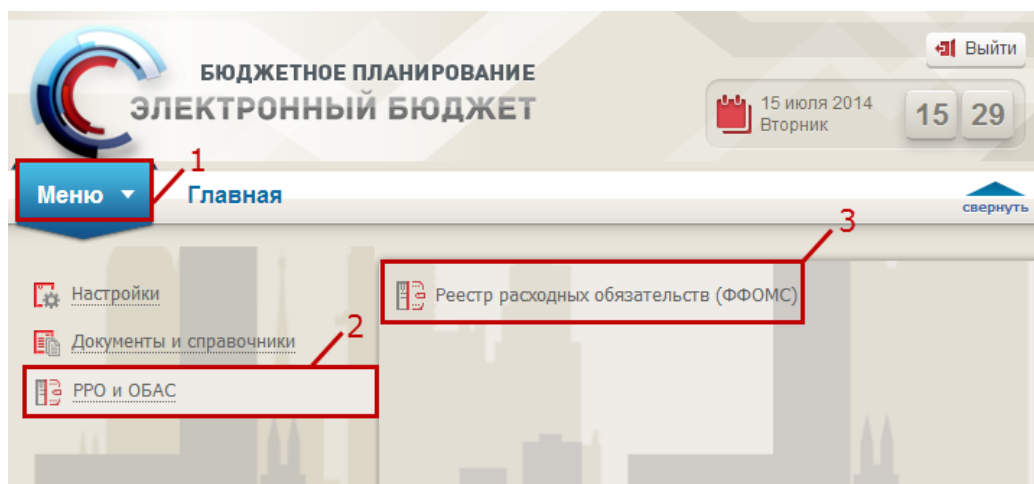 БЮДЖЕТНОЕ ПЛАНИРОВАНИЕ
ЭЛЕКТРОННЫЙ БЮДЖЕТ
Выйти
15 июля 2014
Вторник
15 29
1
Меню
Главная
свернуть
3
Настройки
Реестр расходных обязательств (ФФОМС)
Документы и справочники
2
РРО и ОБАС